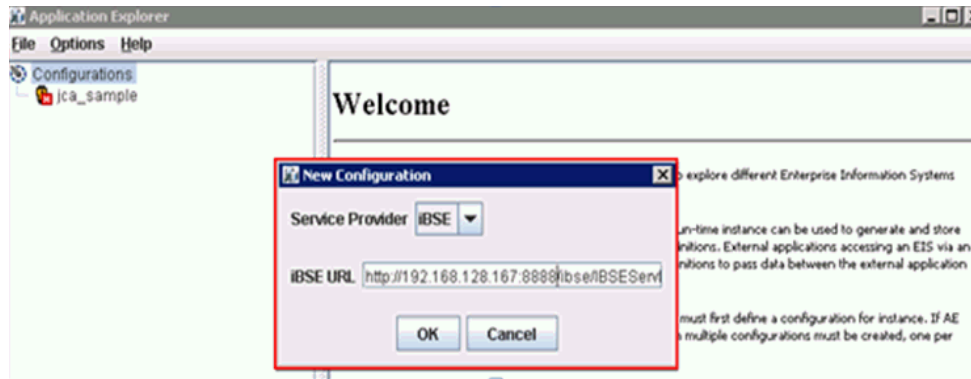 Application Explorer
File Options Help
Configurations
jca_sample
Welcome
New Configuration
Service Provider iBSE
iBSE URL http://192.168.128.167:8888/ibse/IBSEServ
OK Cancel
explore different Enterprise Information Systems
un-time instance can be used to generate and store
initions. External applications accessing an EIS via an
initions to pass data between the external application
must first define a configuration for instance. If AE
multiple configurations must be created, one per